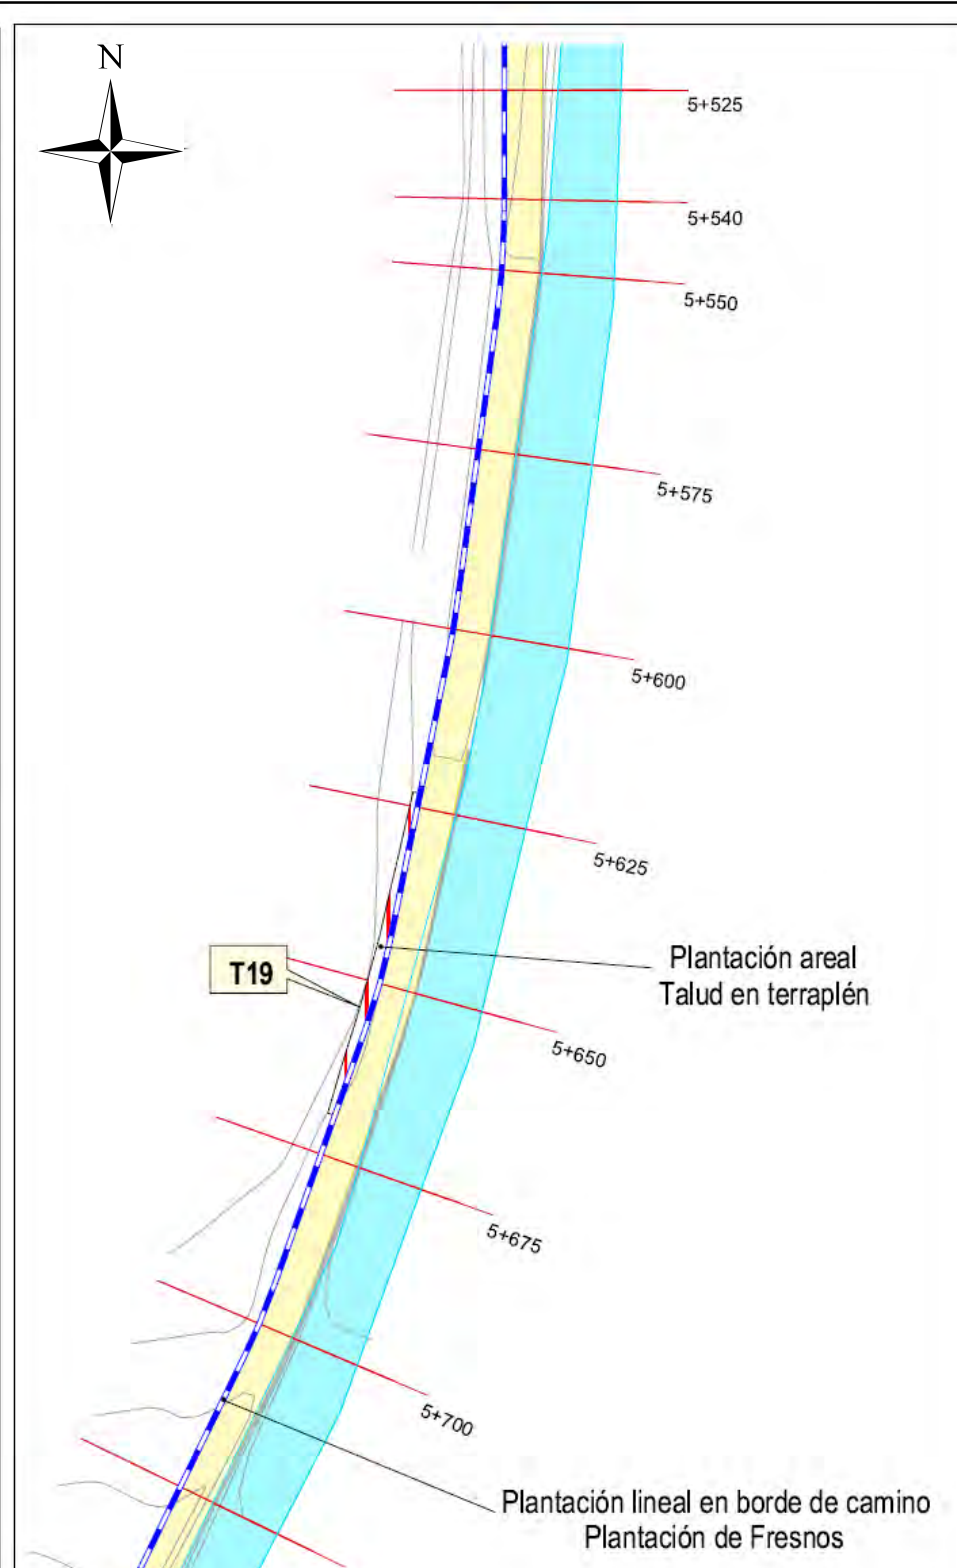 N
5+525
5+540
5+550
5+575
5+600
5+625
Plantación areal
Talud en terraplén
T19
5+650
5+675
5+700
Plantación lineal en borde de camino
Plantación de Fresnos